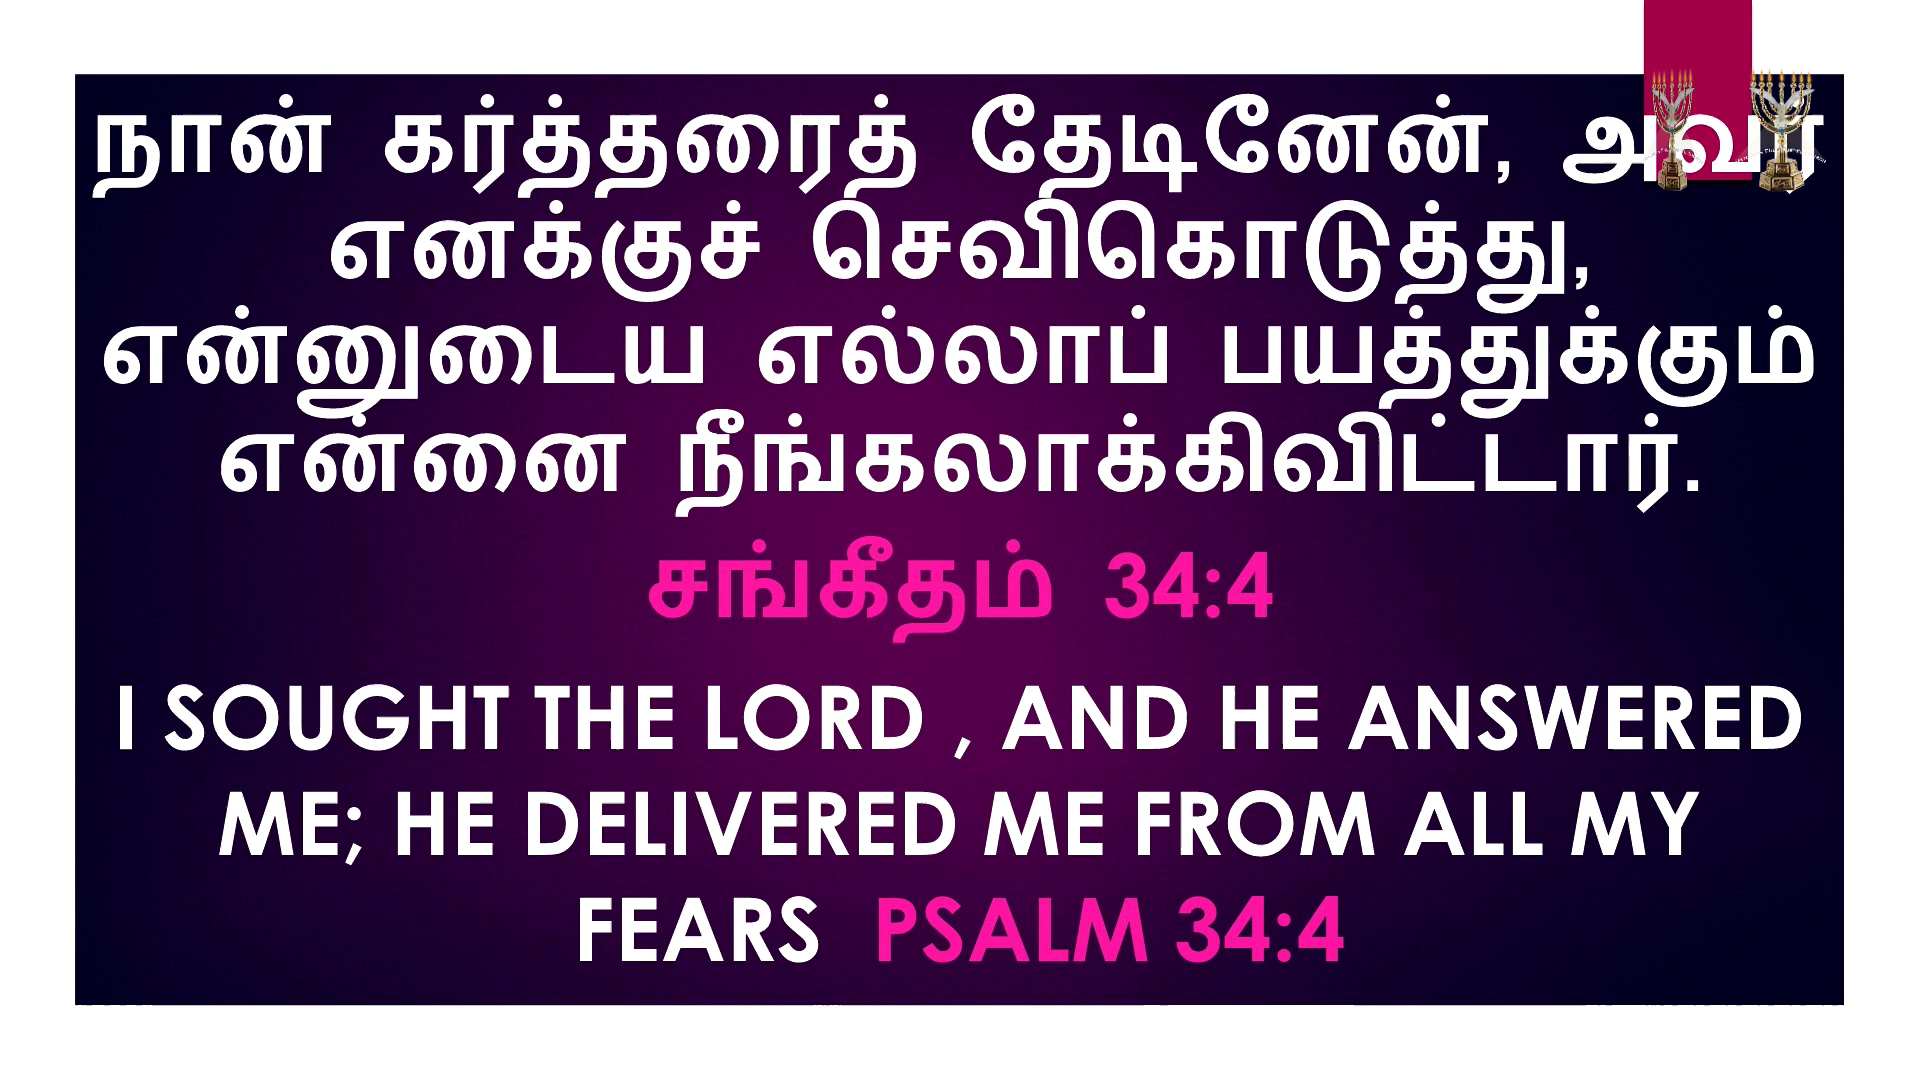 நான் கர்த்தரைத் தேடினேன், அவர்
எனக்குச் செவிகொடுத்து,
என்னுடைய எல்லாப் பயத்துக்கும்
என்னை நீங்கலாக்கிவிட்டார்.
சங்கீதம் 34:4
I SOUGHT THE LORD , AND HE ANSWERED
ME; HE DELIVERED ME FROM ALL MY
FEARS PSALM 34:4